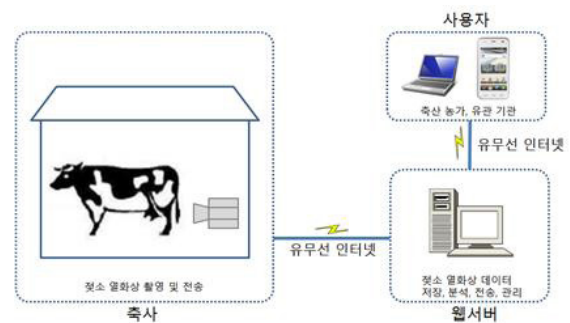 사용자
축산 농가, 유관 기관
유무선 인터넷
유무선 인터넷
젖소 열화상 촬영 및 전송
젖소 열화상 데이터
저장, 분석, 전송, 관리
축사
웹서버